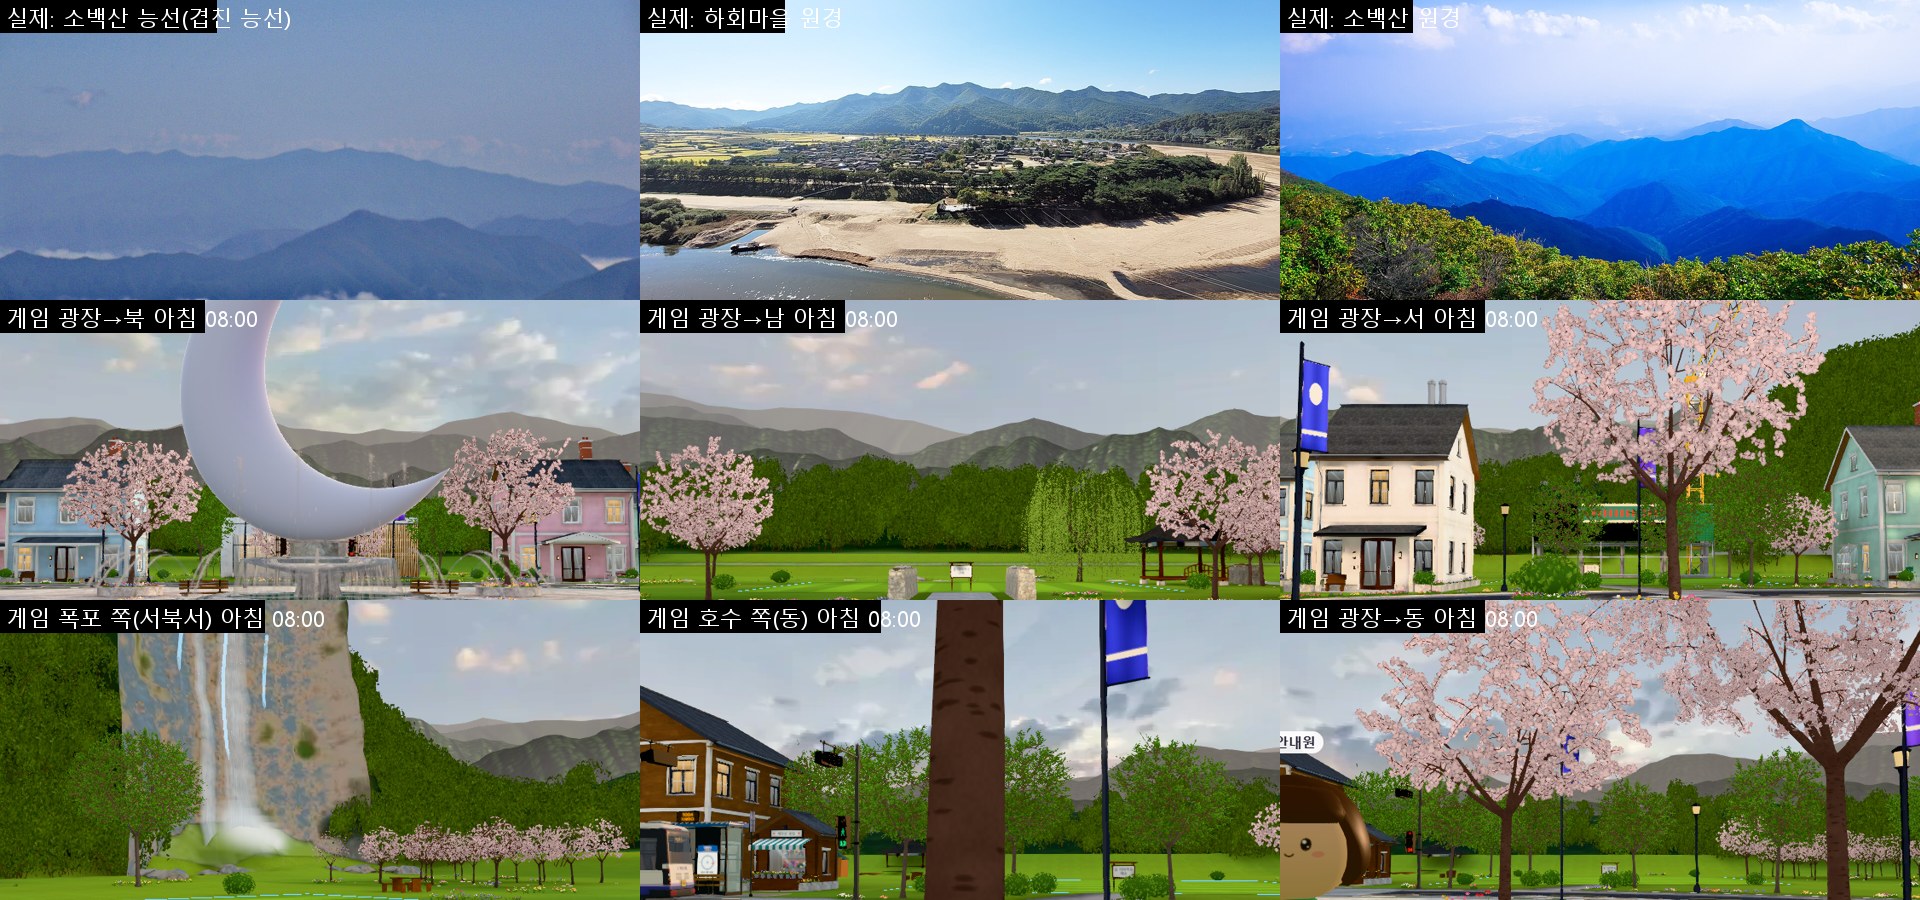 실제: 소백산 능선(겹친 능선)
실제: 하회마을 원경
실제: 소백산 원경
게임 광장→북 아침 08:00
게임 광장→남 아침 08:00
게임 광장→서 아침 08:00
게임 폭포 쪽(서북서) 아침 08:00
게임 호수 쪽(동) 아침 08:00
게임 광장→동 아침 08:00
안내원